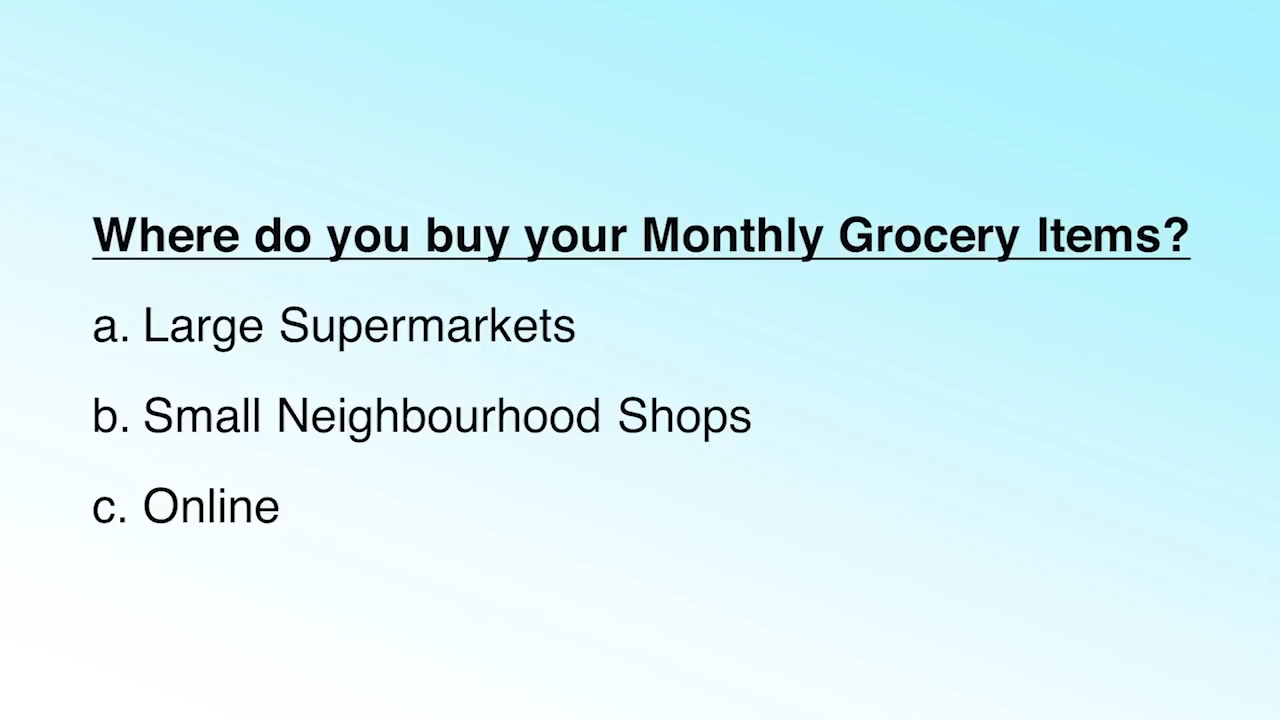 Where do you buy your Monthly Grocery Items?
a. Large Supermarkets
b. Small Neighbourhood Shops
c. Online